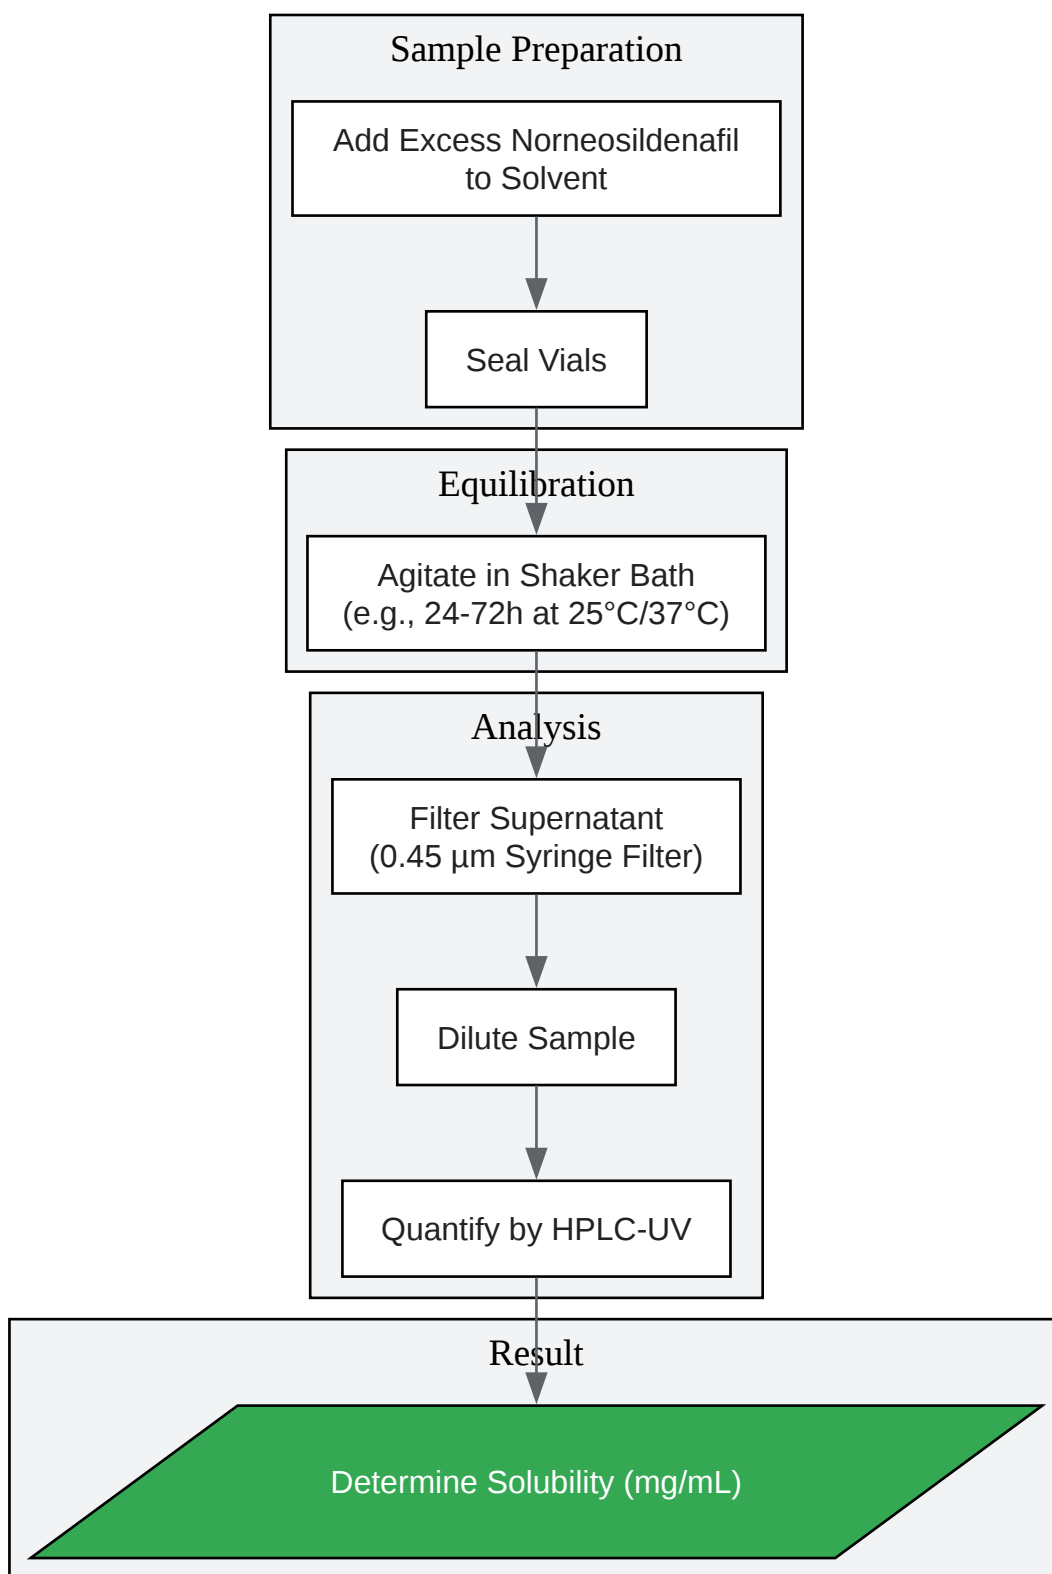 Sample Preparation
Add Excess Norneosildenafil
to Solvent
Seal Vials
Equilibration
Agitate in Shaker Bath
(e.g., 24-72h at 25°C/37°C)
Analysis
Filter Supernatant
(0.45 µm Syringe Filter)
Dilute Sample
Quantify by HPLC-UV
Result
Determine Solubility (mg/mL)